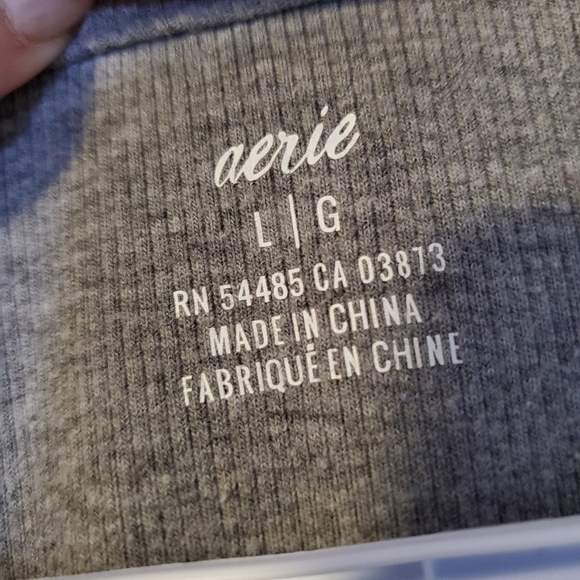 aerie
L | G
RN 54485 CA 03873
MADE IN CHINA
FABRIQUÉ EN CHINE